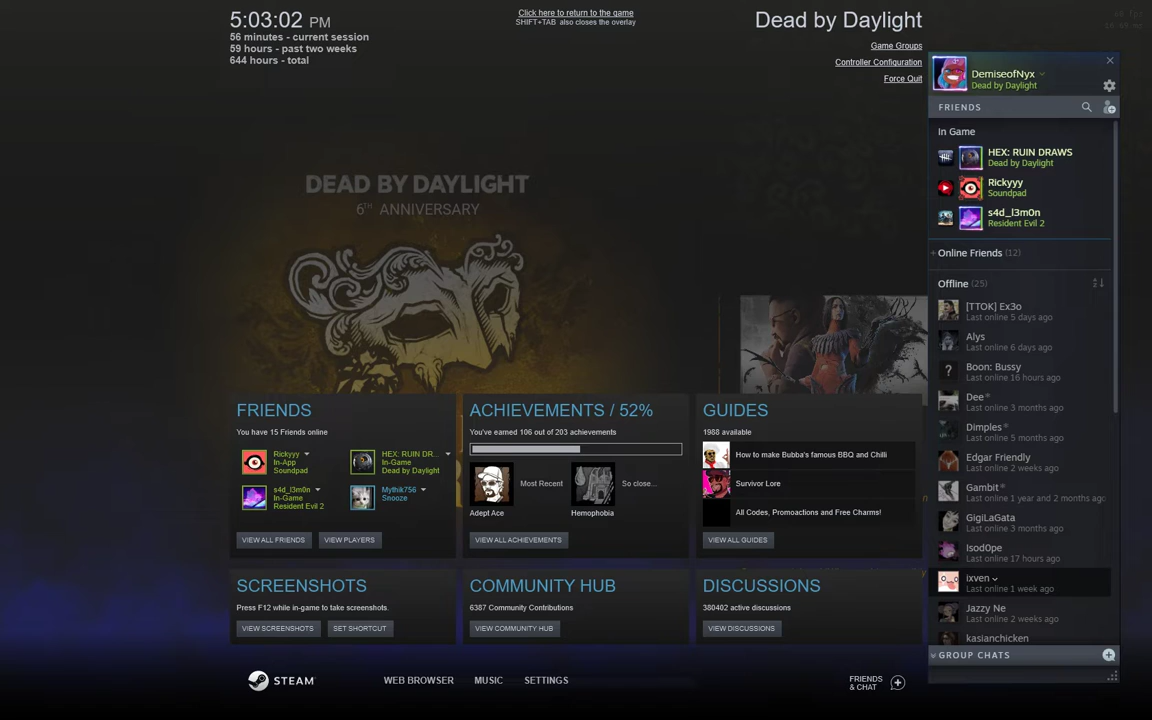 5:03:02 PM
56 minutes - current session
59 hours - past two weeks
644 hours - total
Click here to return to the game
SHIFT+TAB also closes the overlay
Dead by Daylight
Game Groups
Controller Configuration
Force Quit
DemiseofNyx
Dead by Daylight
FRIENDS
In Game
HEX: RUIN DRAWS
Dead by Daylight
Rickyyy
Soundpad
s4d_l3m0n
Resident Evil 2
+ Online Friends (12)
Offline (25)
[TTOK] Ex3o
Last online 5 days ago
Alys
Last online 6 days ago
Boon: Bussy
Last online 16 hours ago
Dee*
Last online 3 months ago
Dimples*
Last online 5 months ago
Edgar Friendly
Last online 2 weeks ago
Gambit*
Last online 1 year and 2 months ago
GigiLaGata
Last online 3 months ago
Isod0pe
Last online 17 hours ago
ixven
Last online 1 week ago
Jazzy Ne
Last online 2 weeks ago
kasianchicken
GROUP CHATS
DEAD BY DAYLIGHT
6TH ANNIVERSARY
FRIENDS
You have 15 Friends online
Rickyyy
In-App
Soundpad
HEX: RUIN DR...
In-Game
Dead by Daylight
s4d_l3m0n
In-Game
Resident Evil 2
Mythik756
Snooze
VIEW ALL FRIENDS
VIEW PLAYERS
ACHIEVEMENTS / 52%
You've earned 106 out of 203 achievements
Most Recent
So close...
Adept Ace
Hemophobia
VIEW ALL ACHIEVEMENTS
GUIDES
1988 available
How to make Bubba's famous BBQ and Chilli
Survivor Lore
All Codes, Promoactions and Free Charms!
VIEW ALL GUIDES
SCREENSHOTS
Press F12 while in-game to take screenshots.
VIEW SCREENSHOTS
SET SHORTCUT
COMMUNITY HUB
6387 Community Contributions
VIEW COMMUNITY HUB
DISCUSSIONS
380402 active discussions
VIEW DISCUSSIONS
STEAM
WEB BROWSER
MUSIC
SETTINGS
FRIENDS
& CHAT